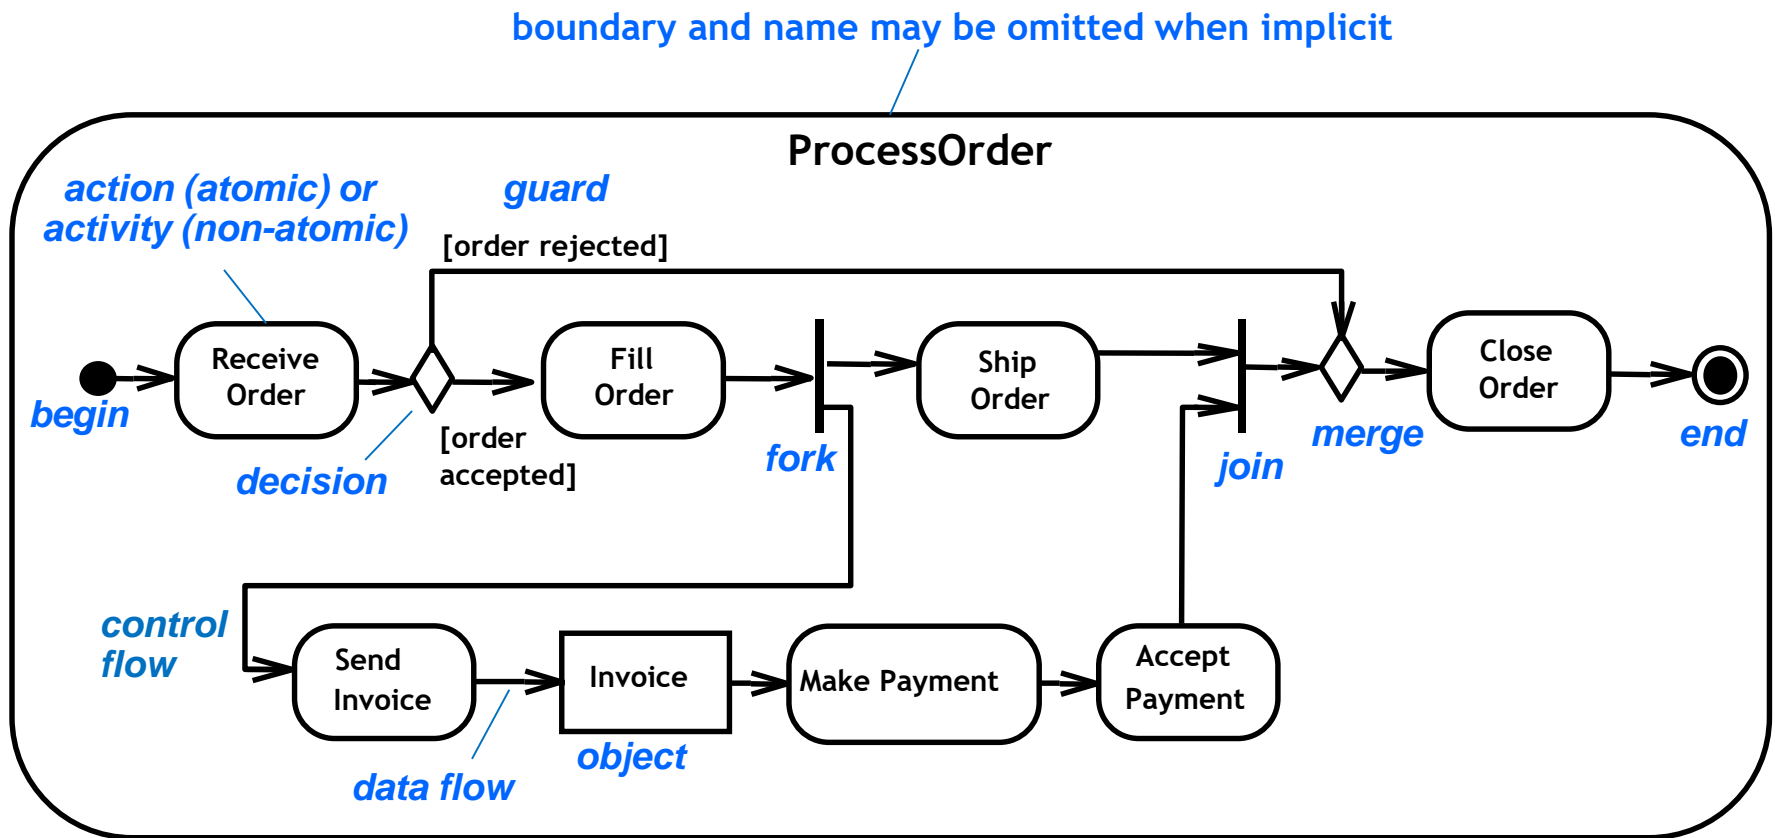 boundary and name may be omitted when implicit
ProcessOrder
action (atomic) or
activity (non-atomic)
guard
[order rejected]
Receive
Order
Fill
Order
Ship
Order
Close
Order
begin
decision
[order
accepted]
fork
join
merge
end
control
flow
Send
Invoice
Invoice
Make Payment
Accept
Payment
object
data flow